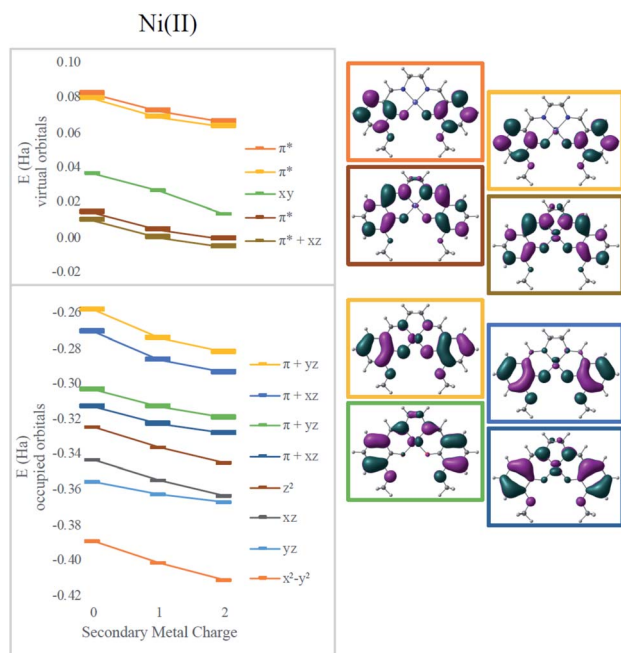 Ni(II)
0.10
0.08
0.06
0.04
0.02
0.00
-0.02
E (Ha)
virtual orbitals
π*
π*
xy
π*
π* + xz
-0.26
-0.28
-0.30
-0.32
-0.34
-0.36
-0.38
-0.40
-0.42
E (Ha)
occupied orbitals
π + yz
π + xz
π + yz
π + xz
z²
xz
yz
x²-y²
0 1 2
Secondary Metal Charge